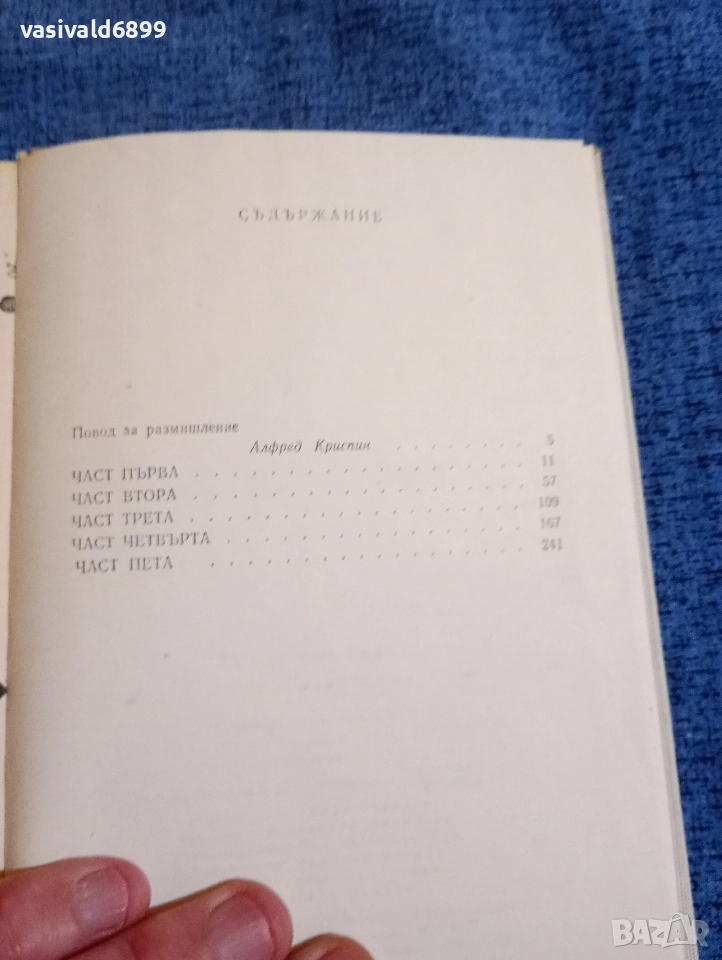 vasivald6899
СЪДЪРЖАНИЕ
Повод за размишление
Алфред Криспин . . . . . . . . 5
ЧАСТ ПЪРВА . . . . . . . . . . . . . . . 11
ЧАСТ ВТОРА . . . . . . . . . . . . . . . 57
ЧАСТ ТРЕТА . . . . . . . . . . . . . . . 109
ЧАСТ ЧЕТВЪРТА . . . . . . . . . . . . . 167
ЧАСТ ПЕТА . . . . . . . . . . . . . . 241
BAZAR